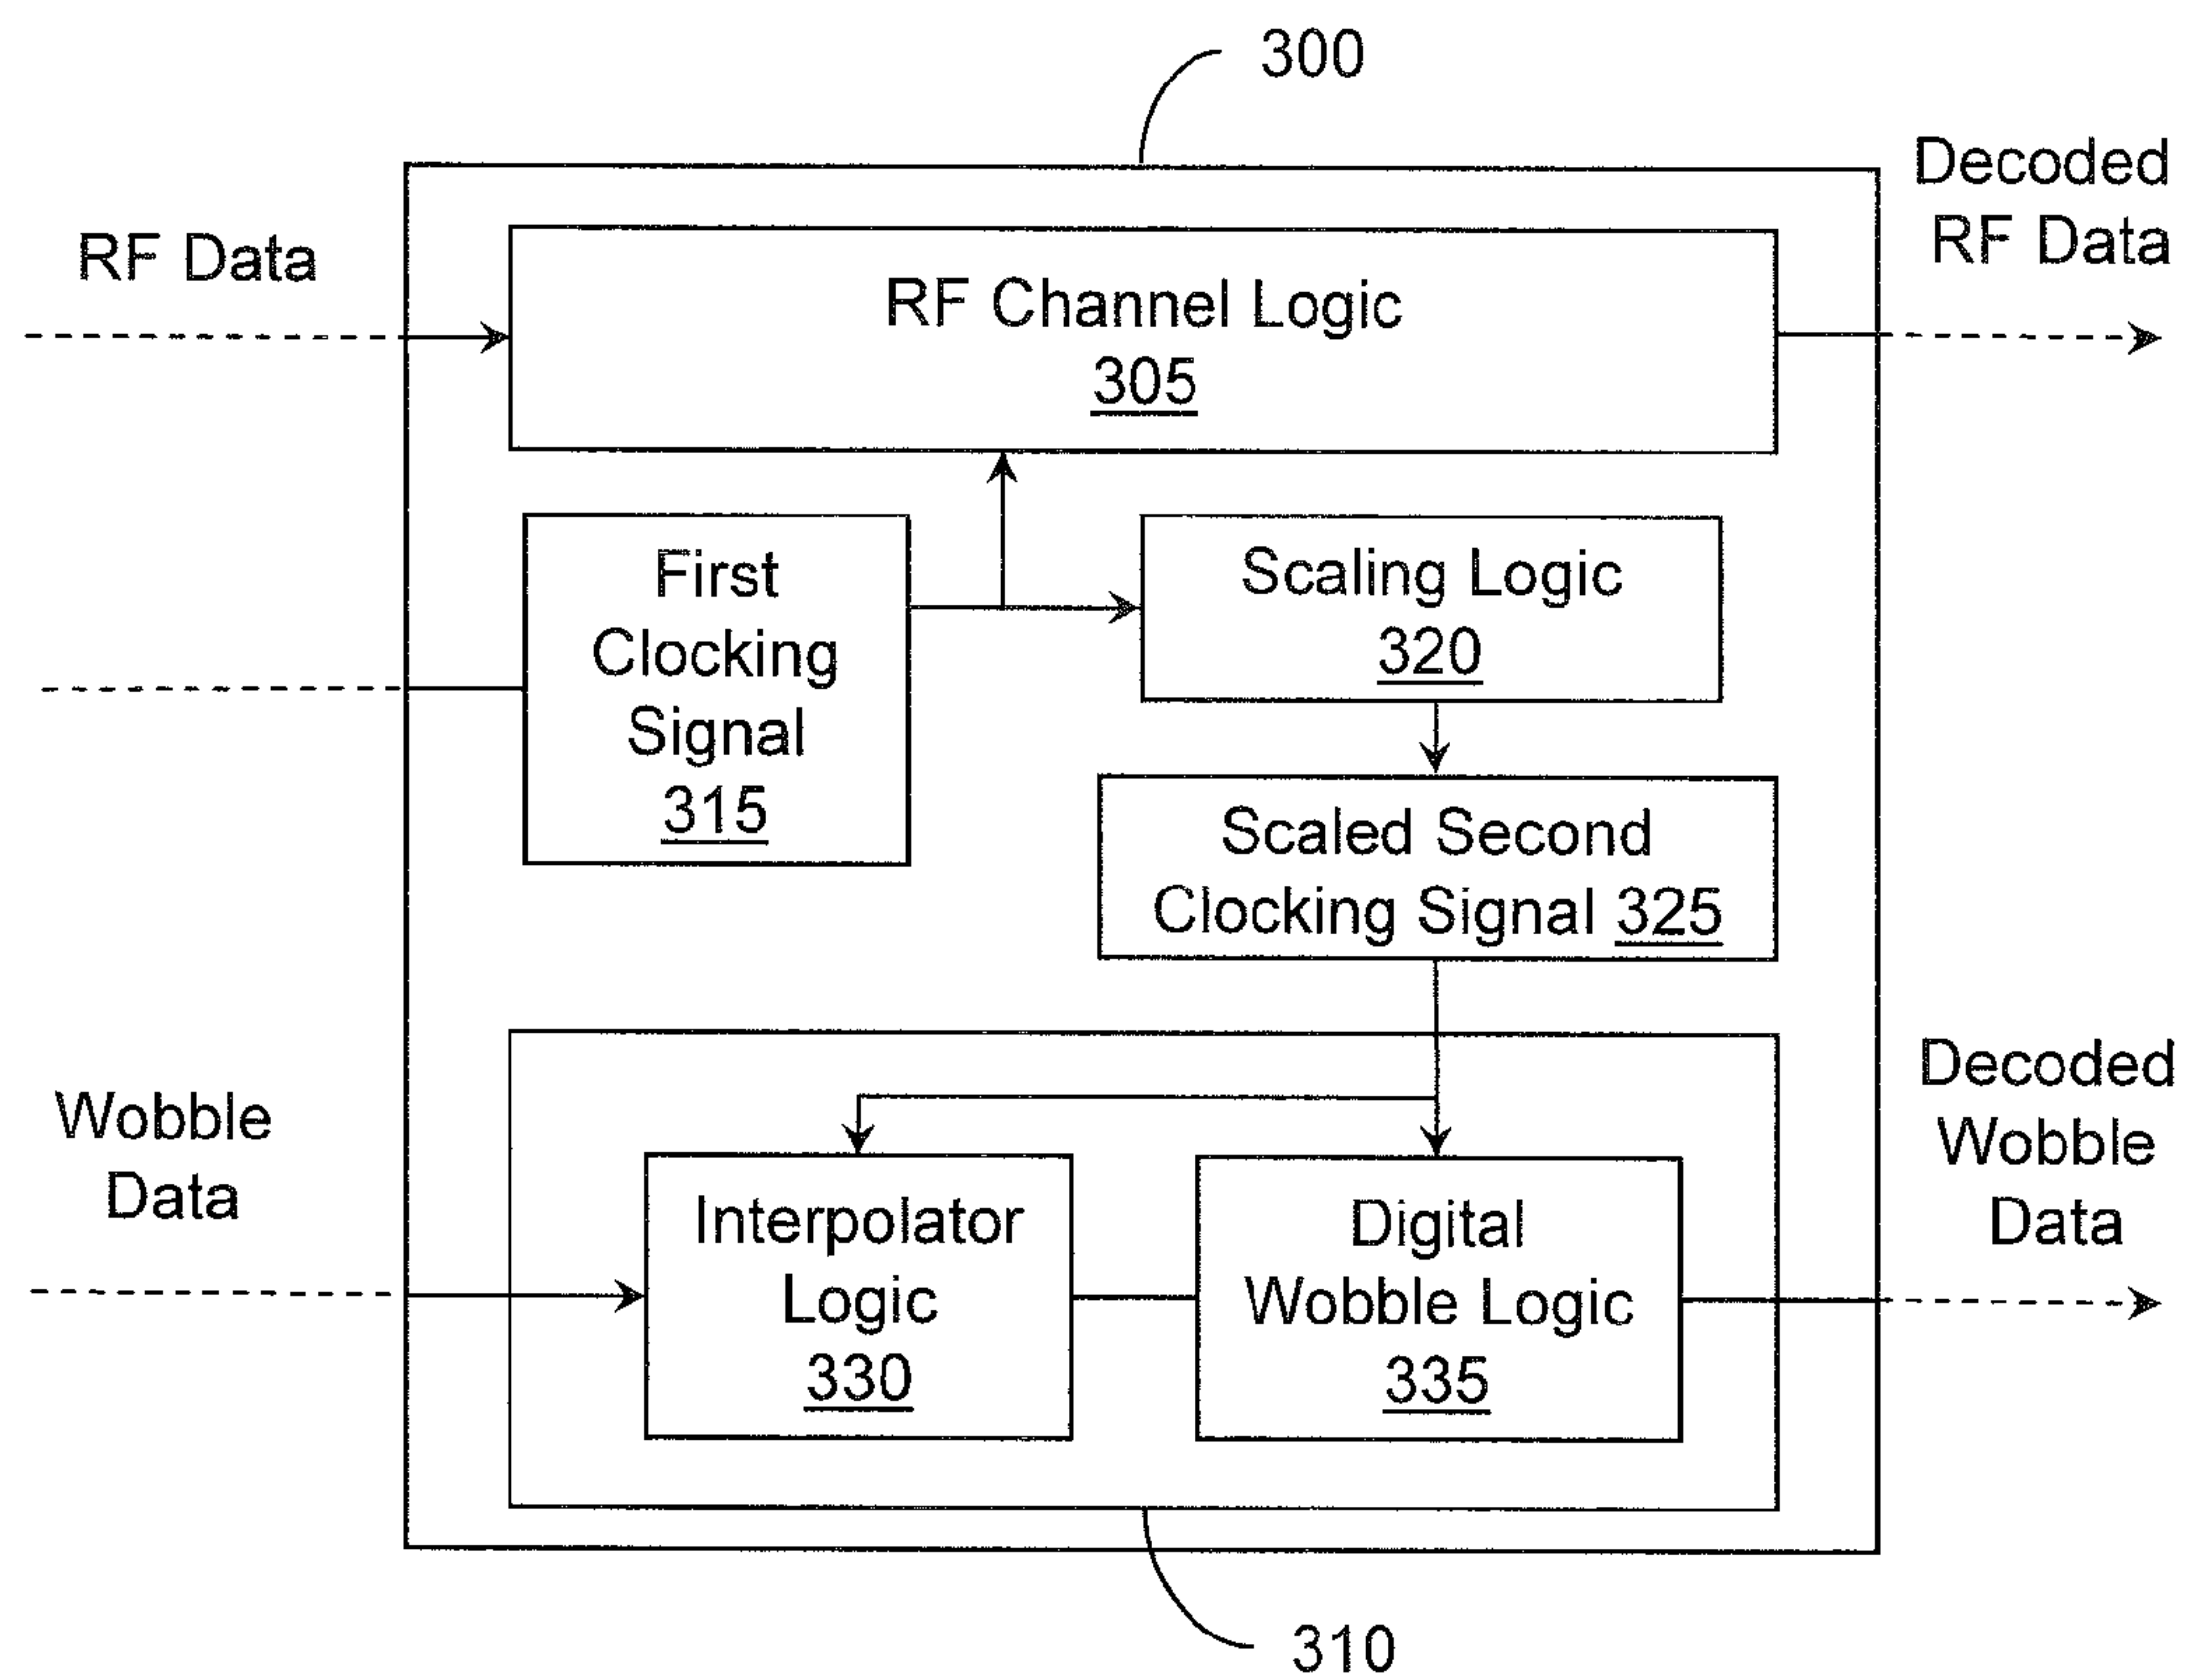 300
Decoded
RF Data
RF Data
RF Channel Logic
305
First
Clocking
Signal
315
Scaling Logic
320
Scaled Second
Clocking Signal 325
Wobble
Data
Interpolator
Logic
330
Digital
Wobble Logic
335
Decoded
Wobble
Data
310